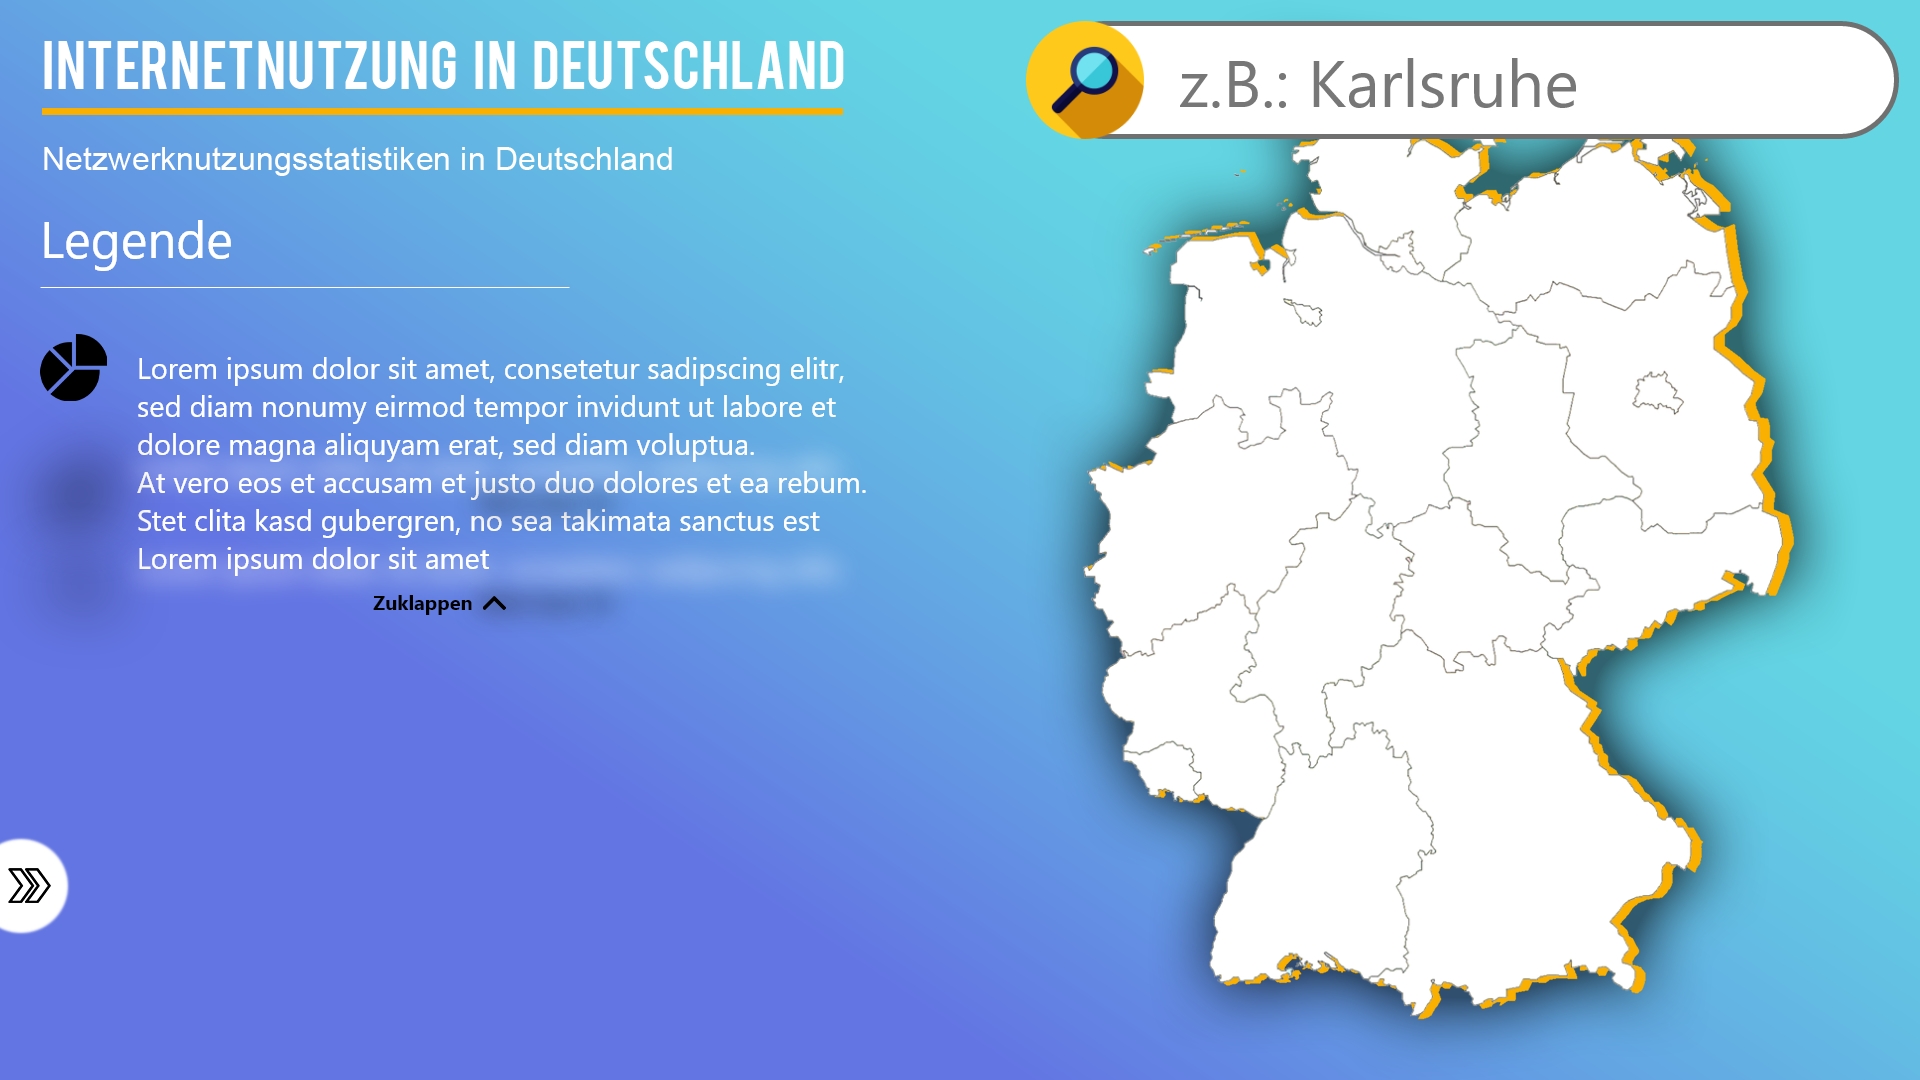 INTERNETNUTZUNG IN DEUTSCHLAND
z.B.: Karlsruhe
Netzwerknutzungsstatistiken in Deutschland
Legende
Lorem ipsum dolor sit amet, consetetur sadipscing elitr,
sed diam nonumy eirmod tempor invidunt ut labore et
dolore magna aliquyam erat, sed diam voluptua.
At vero eos et accusam et justo duo dolores et ea rebum.
Stet clita kasd gubergren, no sea takimata sanctus est
Lorem ipsum dolor sit amet
Zuklappen